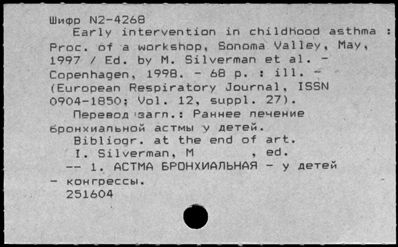 Шифр N2-4268
Early intervention in childhood asthma :
Proc. of a workshop, Sonoma Valley, May,
1997 / Ed. by M. Silverman et al. -
Copenhagen, 1998. - 68 p. : ill. -
(European Respiratory Journal, ISSN
0904-1850; Vol. 12, suppl. 27).
Перевод загл.: Раннее лечение
бронхиальной астмы у детей.
Bibliogr. at the end of art.
I. Silverman, M , ed.
-- 1. АСТМА БРОНХИАЛЬНАЯ - у детей
- конгрессы.
251604